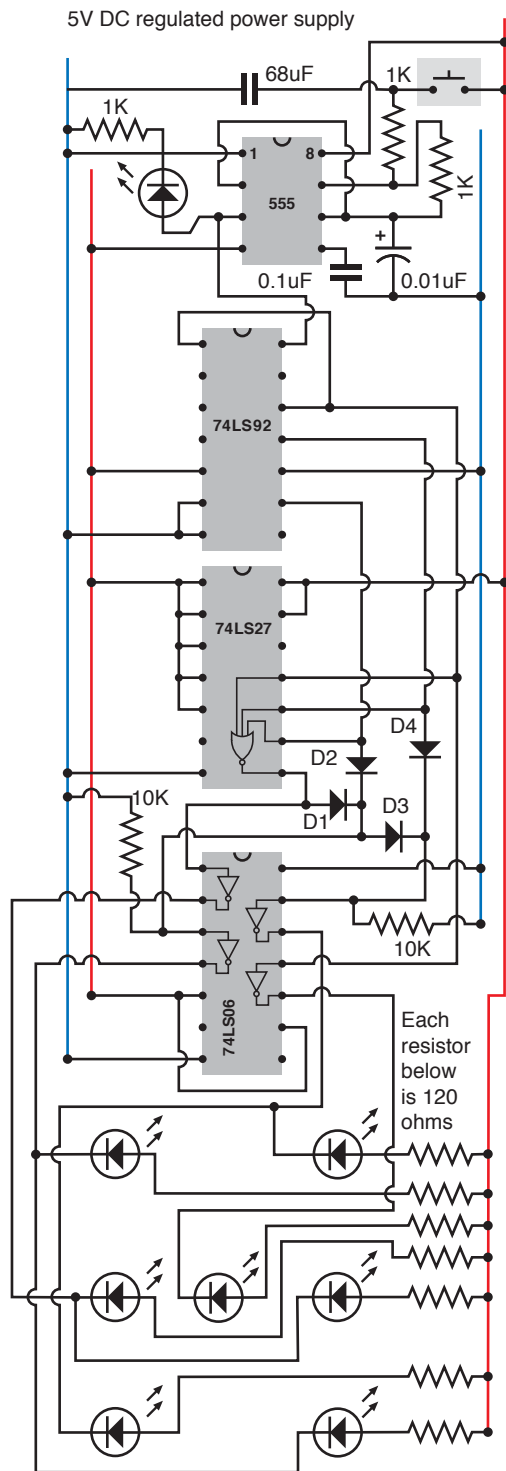 5V DC regulated power supply
68uF
1K
1K
1
8
555
1K
+
0.1uF
0.01uF
74LS92
74LS27
D4
D2
10K
D1
D3
10K
74LS06
Each
resistor
below
is 120
ohms